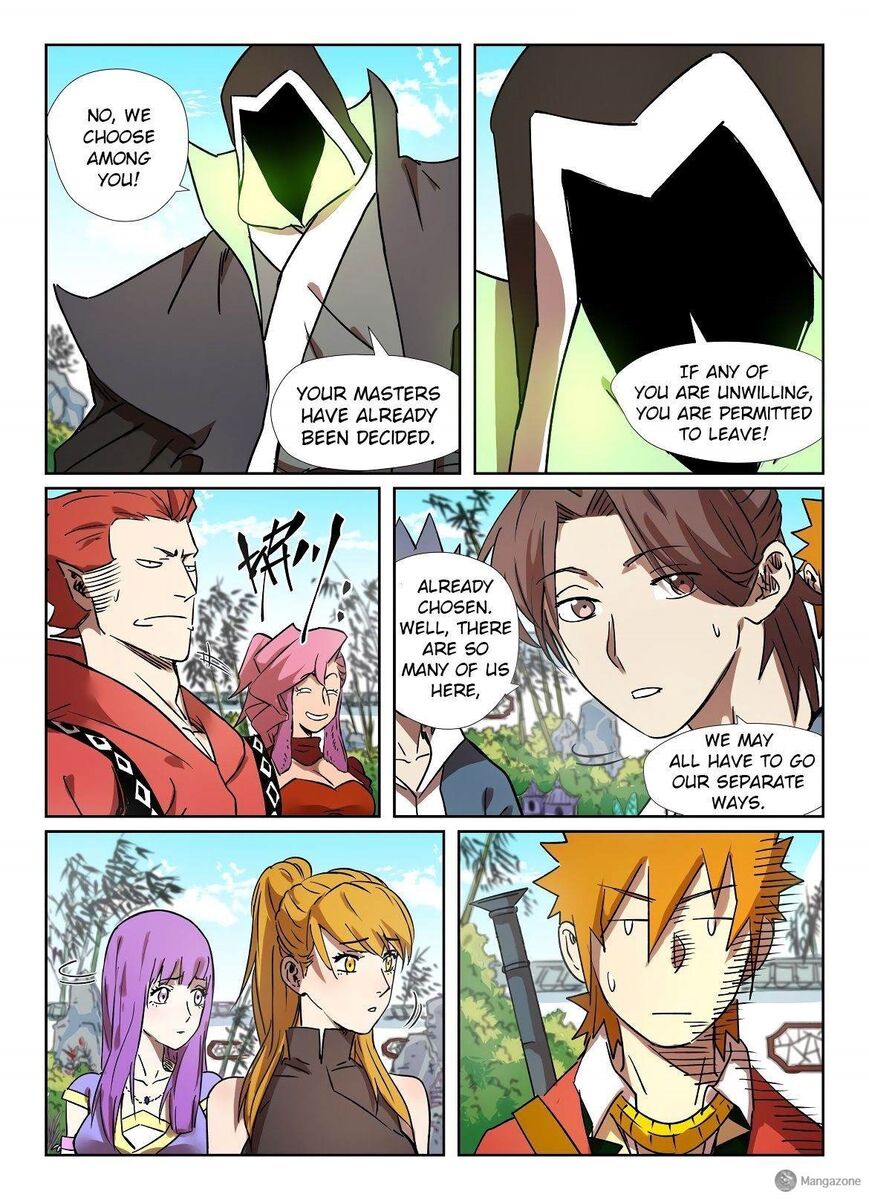 NO, WE
CHOOSE
AMONG
YOU!
YOUR MASTERS
HAVE ALREADY
BEEN DECIDED.
IF ANY OF
YOU ARE UNWILLING,
YOU ARE PERMITTED
TO LEAVE!
ALREADY
CHOSEN.
WELL, THERE
ARE SO
MANY OF US
HERE,
WE MAY
ALL HAVE TO GO
OUR SEPARATE
WAYS.
Mangazone